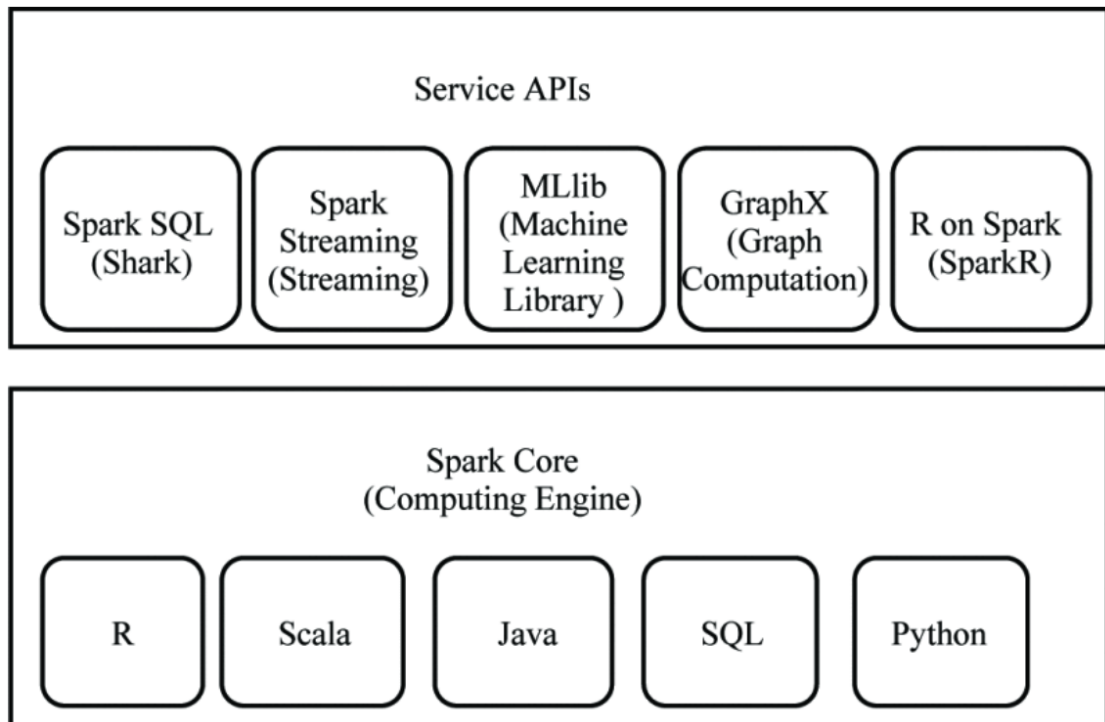 Service APIs
Spark SQL
(Shark)
Spark
Streaming
(Streaming)
MLlib
(Machine
Learning
Library )
GraphX
(Graph
Computation)
R on Spark
(SparkR)
Spark Core
(Computing Engine)
R
Scala
Java
SQL
Python